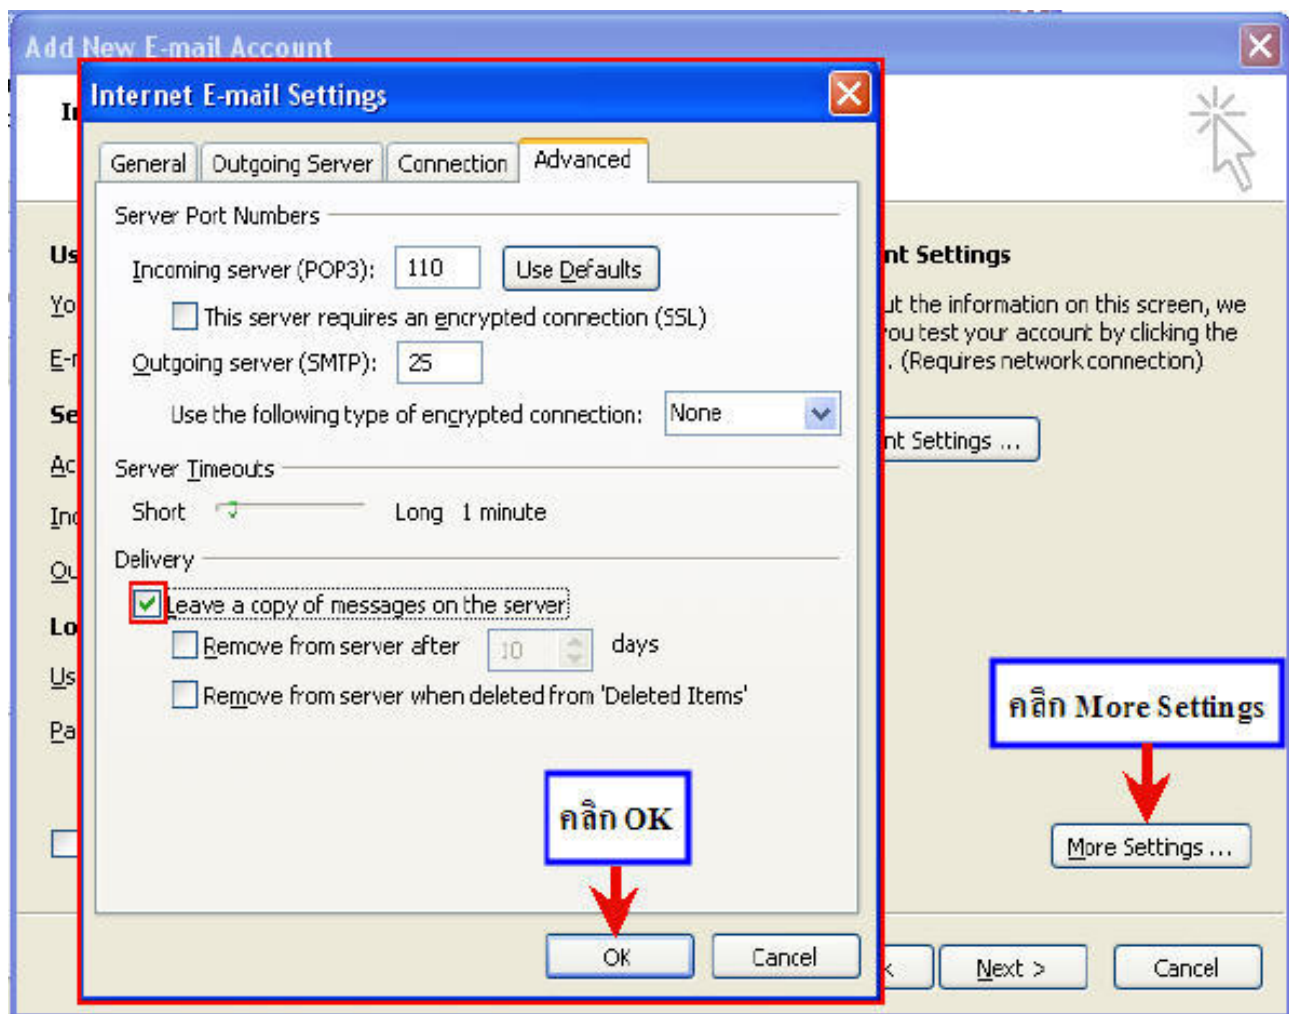 Add New E-mail Account
Internet E-mail Settings
General
Outgoing Server
Connection
Advanced
Server Port Numbers
Incoming server (POP3): 110 Use Defaults
This server requires an encrypted connection (SSL)
Outgoing server (SMTP): 25
Use the following type of encrypted connection: None
Server Timeouts
Short Long 1 minute
Delivery
Leave a copy of messages on the server
Remove from server after 10 days
Remove from server when deleted from 'Deleted Items'
คลิก OK
OK Cancel
nt Settings
ut the information on this screen, we
ou test your account by clicking the
. (Requires network connection)
nt Settings ...
คลิก More Settings
More Settings ...
Next > Cancel